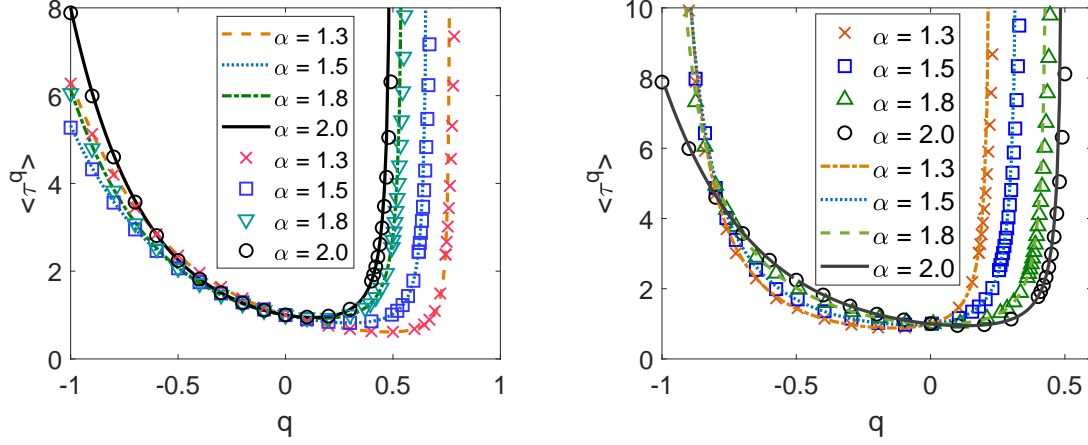 8
6
4
2
0
<τ^q>
α = 1.3
α = 1.5
α = 1.8
α = 2.0
α = 1.3
α = 1.5
α = 1.8
α = 2.0
-1 -0.5 0 0.5 1
q
10
8
6
4
2
0
<τ^q>
α = 1.3
α = 1.5
α = 1.8
α = 2.0
α = 1.3
α = 1.5
α = 1.8
α = 2.0
-1 -0.5 0 0.5
q